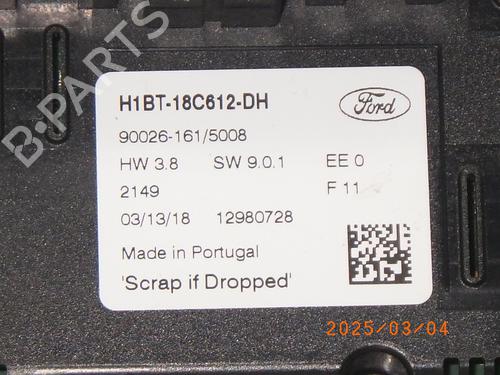 B-PARTS
H1BT-18C612-DH
Ford
90026-161/5008
HW 3.8 SW 9.0.1 EE 0
2149 F 11
03/13/18 12980728
Made in Portugal
'Scrap if Dropped'
2025/03/04